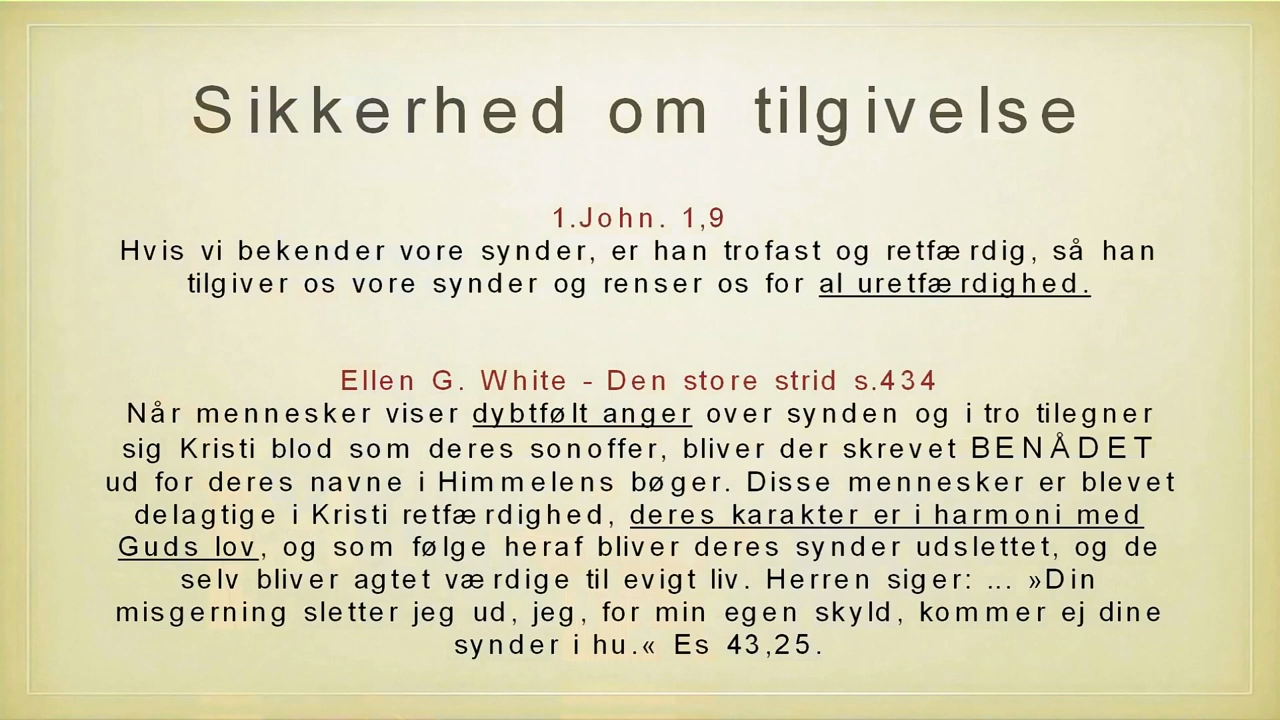 Sikkerhed om tilgivelse
1.John. 1,9
Hvis vi bekender vore synder, er han trofast og retfærdig, så han
tilgiver os vore synder og renser os for al uretfærdighed.
Ellen G. White - Den store strid s.434
Når mennesker viser dybtfølt anger over synden og i tro tilegner
sig Kristi blod som deres sonoffer, bliver der skrevet BENÅDET
ud for deres navne i Himmelens bøger. Disse mennesker er blevet
delagtige i Kristi retfærdighed, deres karakter er i harmoni med
Guds lov, og som følge heraf bliver deres synder udslettet, og de
selv bliver agtet værdige til evigt liv. Herren siger: ... »Din
misgerning sletter jeg ud, jeg, for min egen skyld, kommer ej dine
synder i hu.« Es 43,25.